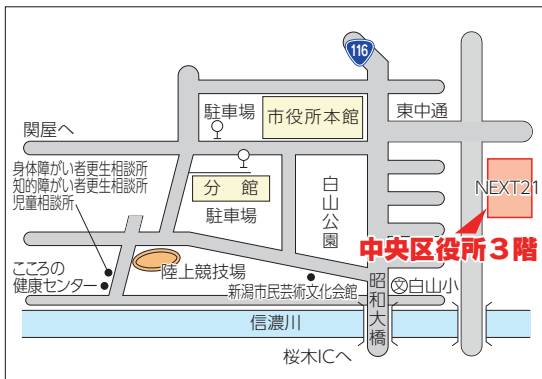 116
駐車場
市役所本館
東中通
関屋へ
身体障がい者更生相談所
知的障がい者更生相談所
児童相談所
分館
駐車場
白山公園
NEXT21
中央区役所3階
こころの
健康センター
陸上競技場
新潟市民芸術文化会館
昭和大橋
文白山小
信濃川
桜木ICへ